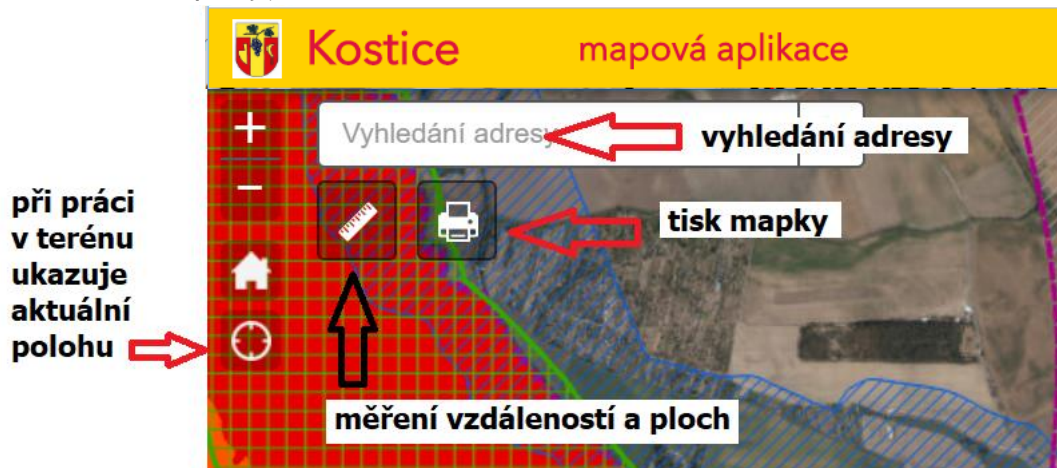 Kostice mapová aplikace
Vyhledání adresy
vyhledání adresy
tisk mapky
při práci
v terénu
ukazuje
aktuální
polohu
měření vzdáleností a ploch